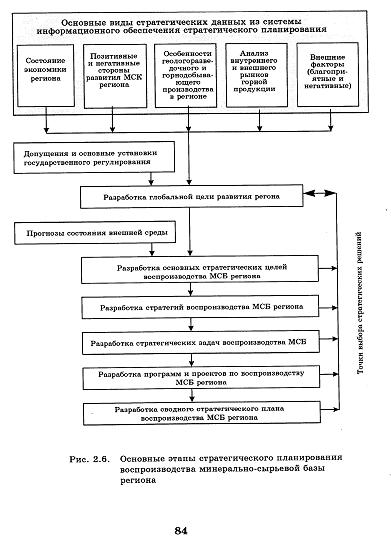 Основные виды стратегических данных из системы
информационного обеспечения стратегического планирования
Состояние
экономики
региона
Позитивные
и негативные
стороны
развития МСК
региона
Особенности
геологоразве-
дочного и
горнодобыва-
ющего
производства
в регионе
Анализ
внутреннего
и внешнего
рынков
горной
продукции
Внешние
факторы
(благопри-
ятные и
негативные)
Допущения и основные установки
государственного регулирования
Разработка глобальной цели развития регона
Прогнозы состояния внешней среды
Разработка основных стратегических целей
воспроизводства МСБ региона
Разработка стратегий воспроизводства МСБ региона
Разработка стратегических задач воспроизводства МСБ
Разработка программ и проектов по воспроизводству
МСБ региона
Разработка сводного стратегического плана
воспроизводства МСБ региона
Точки выбора стратегических решений
Рис. 2.6. Основные этапы стратегического планирования
воспроизводства минерально-сырьевой базы
региона
84